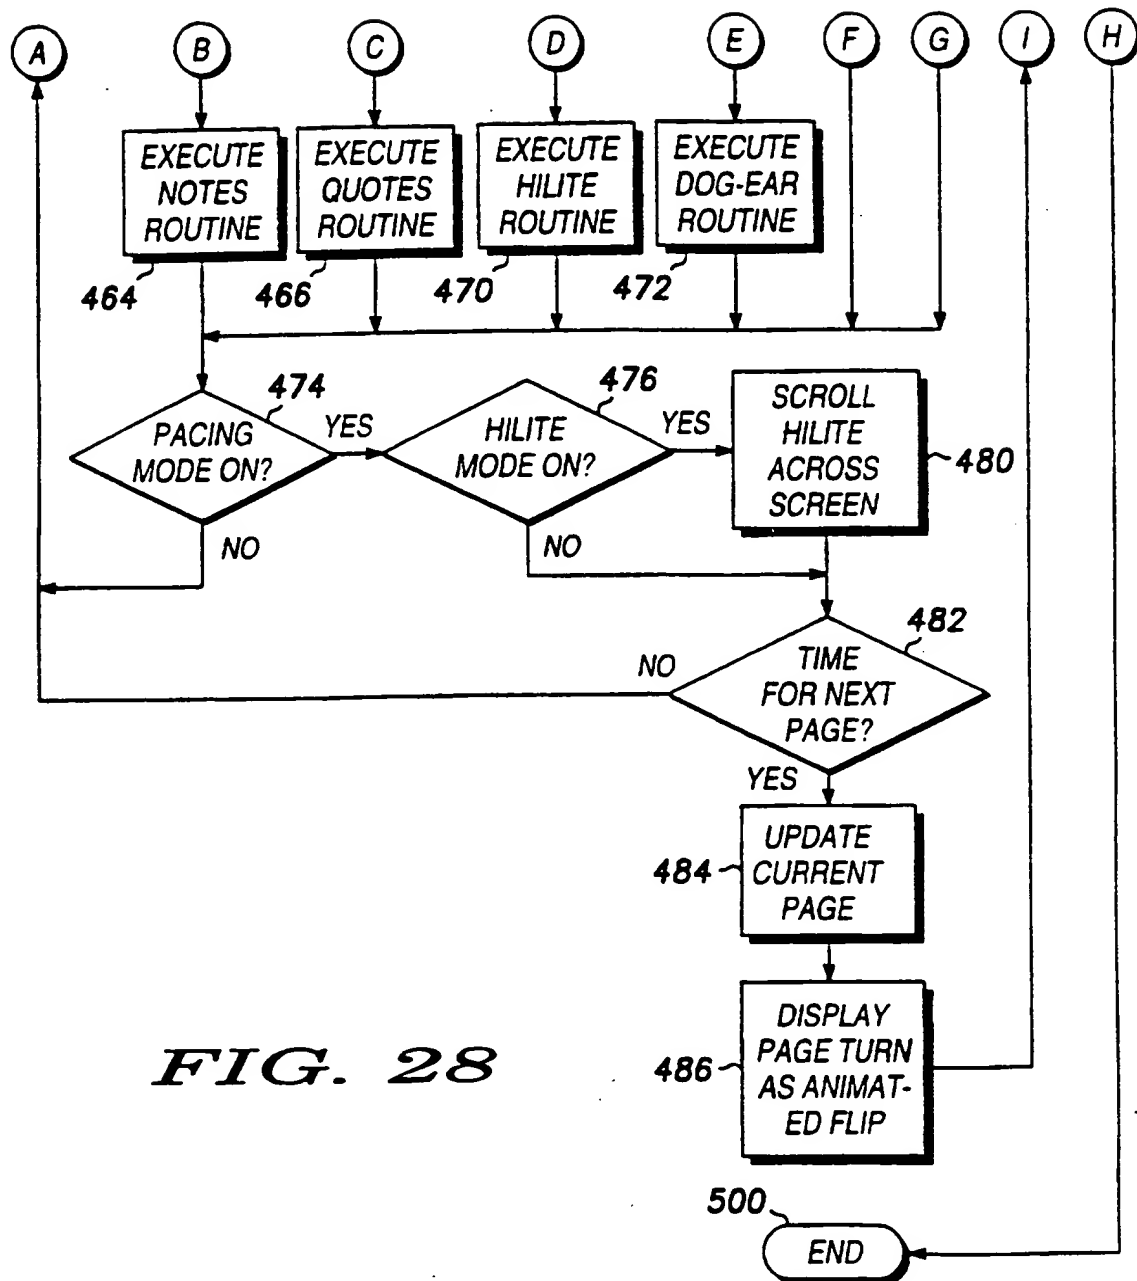 A B C D E F G I H
EXECUTE
NOTES
ROUTINE
464
EXECUTE
QUOTES
ROUTINE
466
EXECUTE
HILITE
ROUTINE
470
EXECUTE
DOG-EAR
ROUTINE
472
PACING
MODE ON?
474
YES
NO
HILITE
MODE ON?
476
YES
NO
SCROLL
HILITE
ACROSS
SCREEN
480
TIME
FOR NEXT
PAGE?
482
NO
YES
UPDATE
CURRENT
PAGE
484
DISPLAY
PAGE TURN
AS ANIMAT-
ED FLIP
486
FIG. 28
500
END